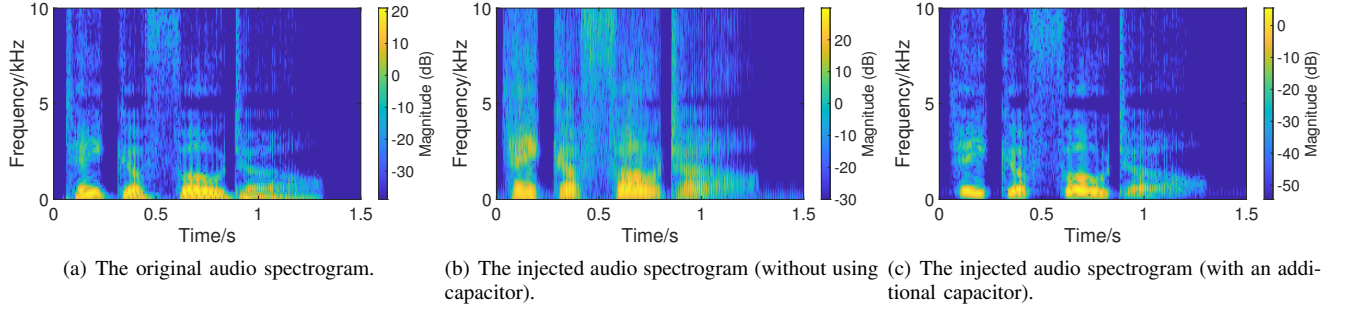 10
5
0
Frequency/kHz
0
0.5
1
1.5
Time/s
20
10
0
-10
-20
-30
Magnitude (dB)
(a) The original audio spectrogram.
10
5
0
Frequency/kHz
0
0.5
1
1.5
Time/s
20
10
0
-10
-20
-30
Magnitude (dB)
(b) The injected audio spectrogram (without using
capacitor).
10
5
0
Frequency/kHz
0
0.5
1
1.5
Time/s
0
-10
-20
-30
-40
-50
Magnitude (dB)
(c) The injected audio spectrogram (with an addi-
tional capacitor).